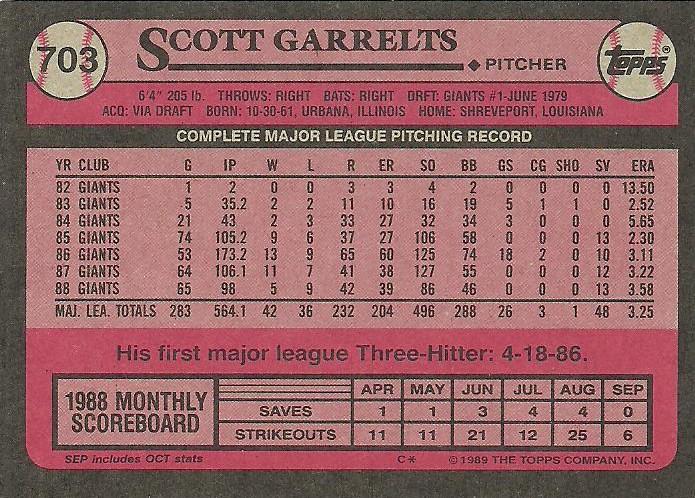 703 SCOTT GARRELTS TOPPS®
◆ PITCHER
6'4" 205 lb. THROWS: RIGHT BATS: RIGHT DRFT: GIANTS #1-JUNE 1979
ACQ: VIA DRAFT BORN: 10-30-61, URBANA, ILLINOIS HOME: SHREVEPORT, LOUISIANA
COMPLETE MAJOR LEAGUE PITCHING RECORD
YR CLUB G IP W L R ER SO BB GS CG SHO SV ERA
82 GIANTS 1 2 0 0 3 3 4 2 0 0 0 0 13.50
83 GIANTS 5 35.2 2 2 11 10 16 19 5 1 1 0 2.52
84 GIANTS 21 43 2 3 33 27 32 34 3 0 0 0 5.65
85 GIANTS 74 105.2 9 6 37 27 106 58 0 0 0 13 2.30
86 GIANTS 53 173.2 13 9 65 60 125 74 18 2 0 10 3.11
87 GIANTS 64 106.1 11 7 41 38 127 55 0 0 0 12 3.22
88 GIANTS 65 98 5 9 42 39 86 46 0 0 0 13 3.58
MAJ. LEA. TOTALS 283 564.1 42 36 232 204 496 288 26 3 1 48 3.25
His first major league Three-Hitter: 4-18-86.
1988 MONTHLY SCOREBOARD
APR MAY JUN JUL AUG SEP
SAVES 1 1 3 4 4 0
STRIKEOUTS 11 11 21 12 25 6
SEP includes OCT stats C* © 1989 THE TOPPS COMPANY, INC.